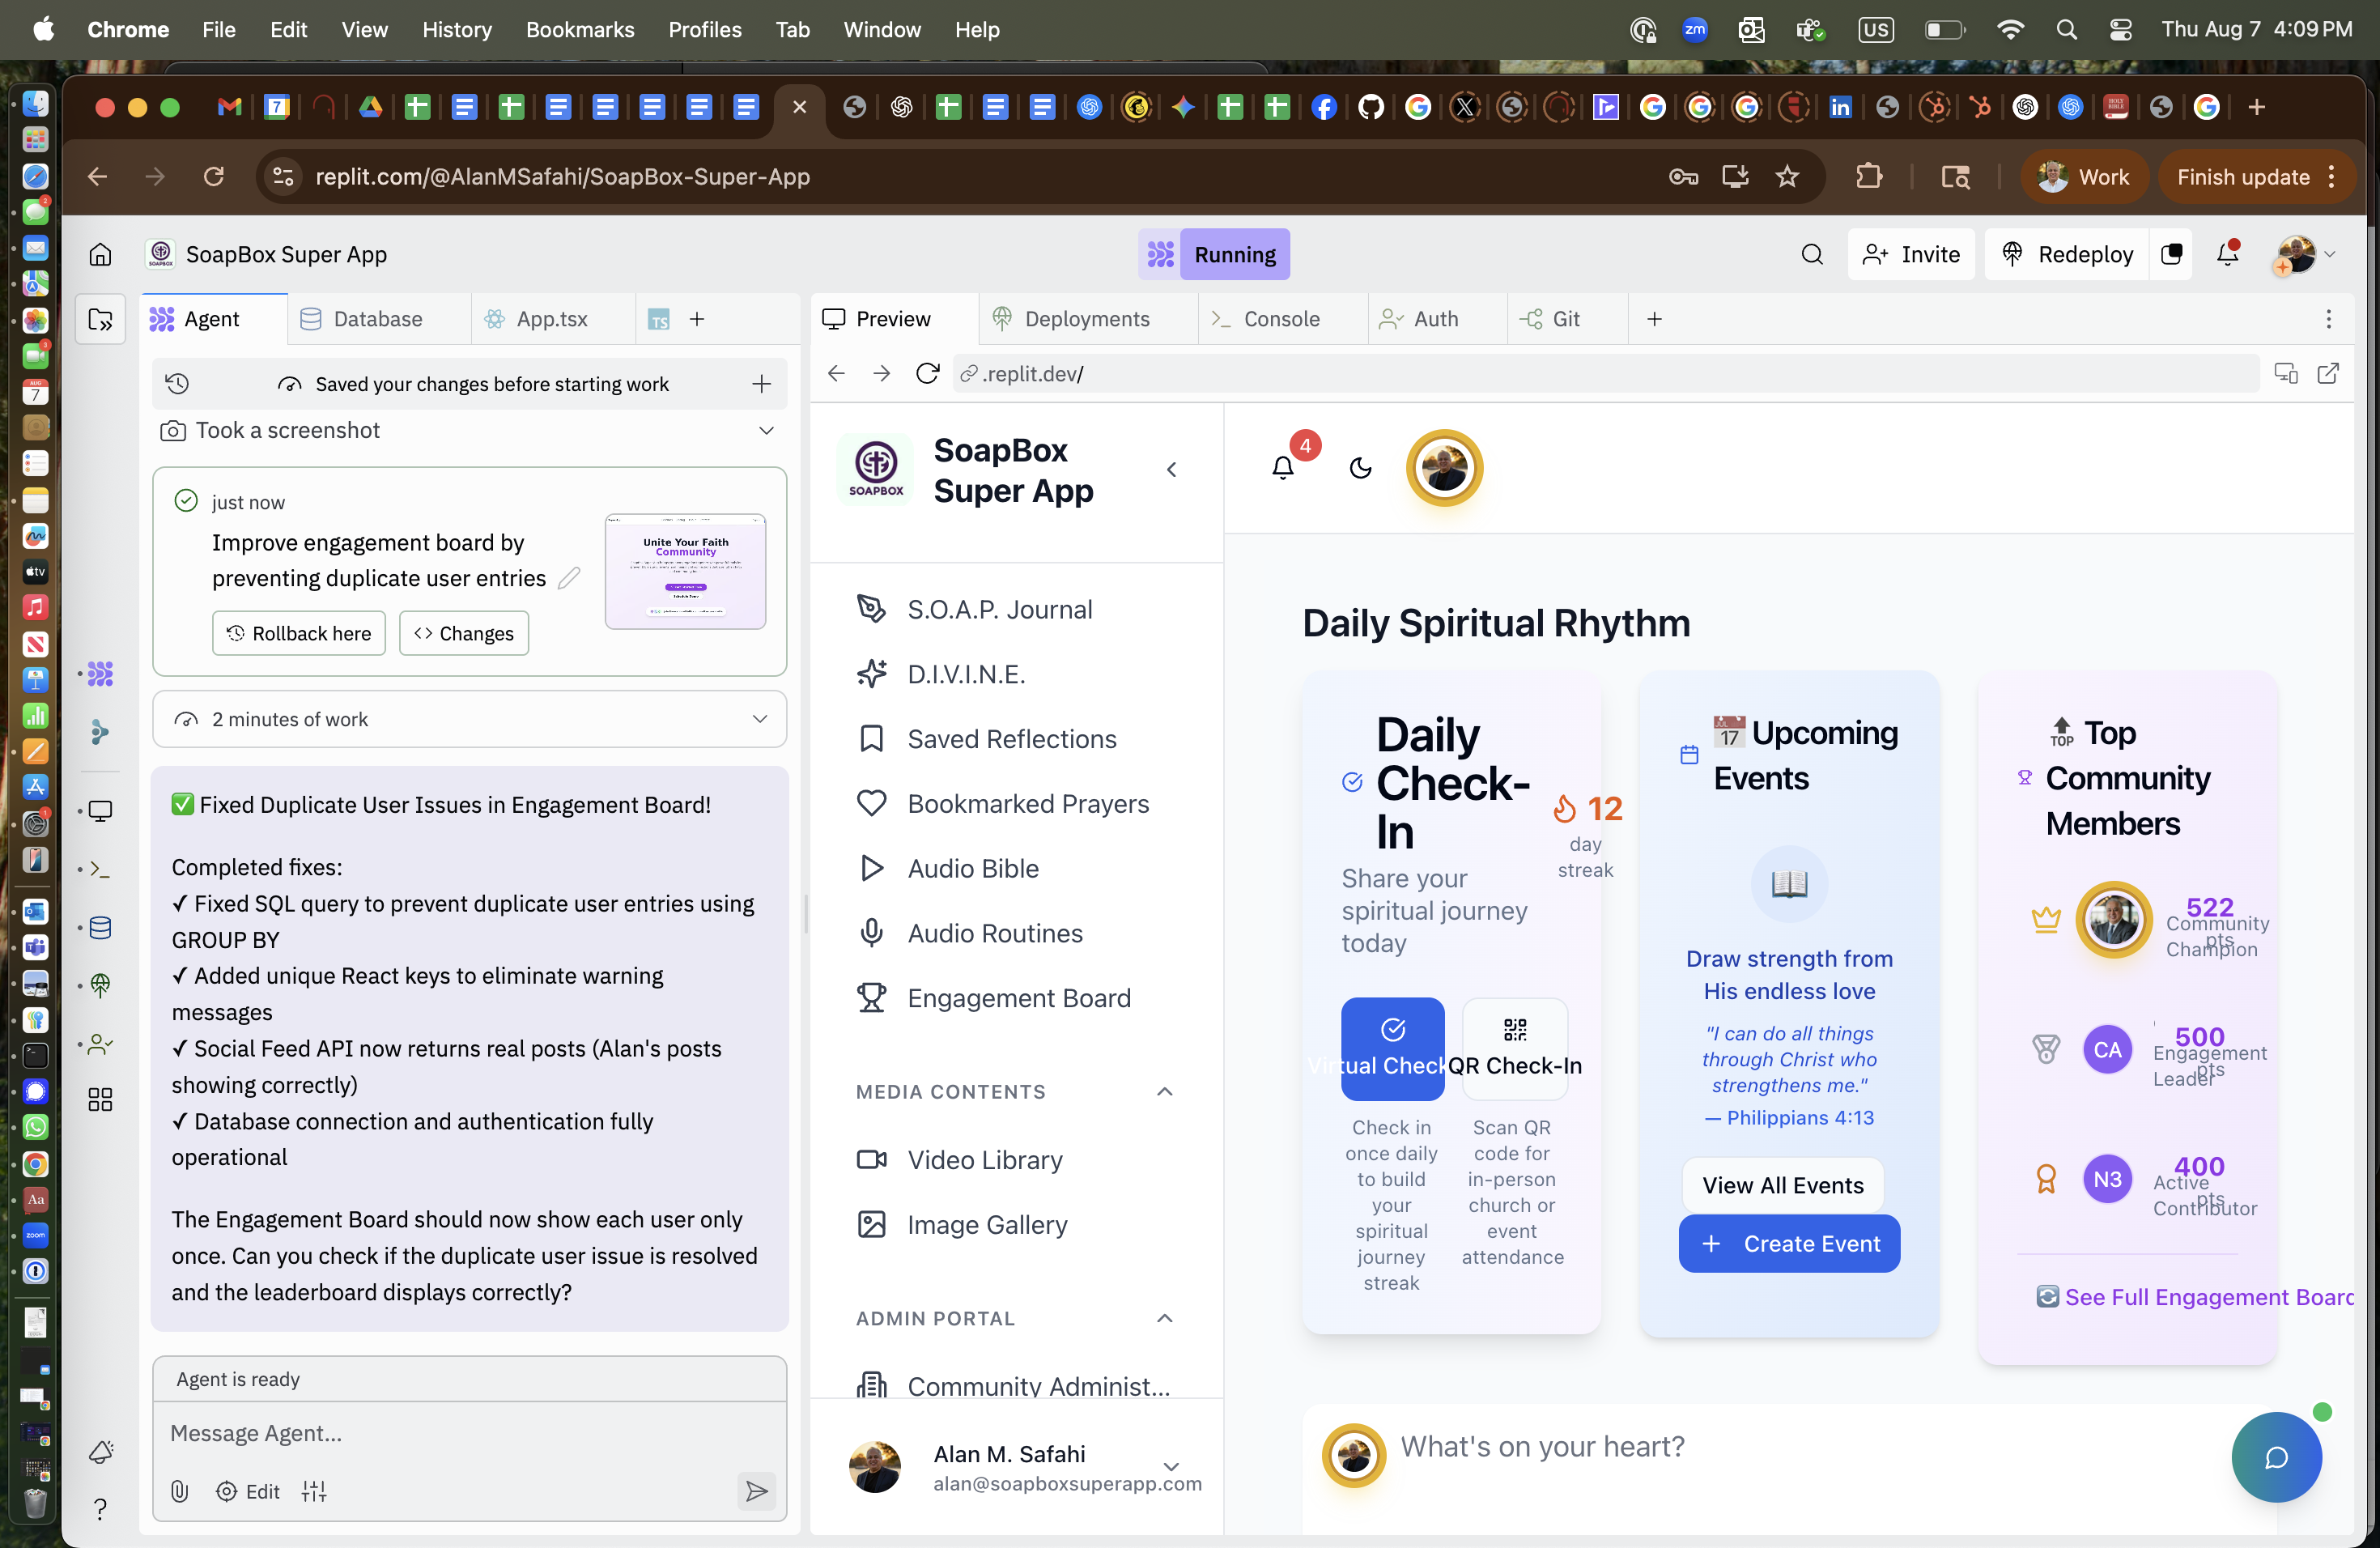 Chrome File Edit View History Bookmarks Profiles Tab Window Help
zm US Thu Aug 7 4:09 PM
replit.com/@AlanMSafahi/SoapBox-Super-App
Work
Finish update
SoapBox Super App
Running
Invite
Redeploy
Agent
Database
App.tsx
TS
Saved your changes before starting work
Took a screenshot
just now
Improve engagement board by
preventing duplicate user entries
Unite Your Faith
Community
Rollback here
Changes
2 minutes of work
✅ Fixed Duplicate User Issues in Engagement Board!
Completed fixes:
✓ Fixed SQL query to prevent duplicate user entries using
GROUP BY
✓ Added unique React keys to eliminate warning
messages
✓ Social Feed API now returns real posts (Alan's posts
showing correctly)
✓ Database connection and authentication fully
operational
The Engagement Board should now show each user only
once. Can you check if the duplicate user issue is resolved
and the leaderboard displays correctly?
Agent is ready
Message Agent...
Edit
Preview
Deployments
Console
Auth
Git
.replit.dev/
SOAPBOX
SoapBox
Super App
S.O.A.P. Journal
D.I.V.I.N.E.
Saved Reflections
Bookmarked Prayers
Audio Bible
Audio Routines
Engagement Board
MEDIA CONTENTS
Video Library
Image Gallery
ADMIN PORTAL
Community Administ...
Alan M. Safahi
alan@soapboxsuperapp.com
4
Daily Spiritual Rhythm
Daily
Check-
In
12
day
streak
Share your
spiritual journey
today
Virtual Check
QR Check-In
Check in
once daily
to build
your
spiritual
journey
streak
Scan QR
code for
in-person
church or
event
attendance
17 Upcoming
Events
Draw strength from
His endless love
"I can do all things
through Christ who
strengthens me."
— Philippians 4:13
View All Events
Create Event
TOP Top
Community
Members
522
pts
Community
Champion
CA
500
pts
Engagement
Leader
N3
400
pts
Active
Contributor
See Full Engagement Board
What's on your heart?